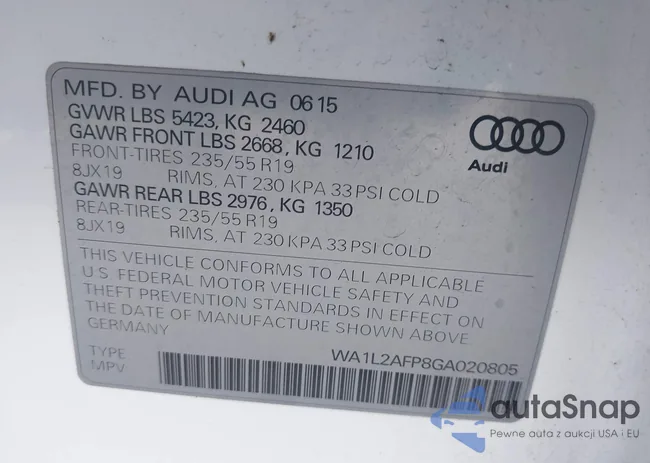 MFD. BY AUDI AG 0615
GVWR LBS 5423, KG 2460
GAWR FRONT LBS 2668, KG 1210
FRONT-TIRES 235/55 R19
8JX19 RIMS, AT 230 KPA 33 PSI COLD
GAWR REAR LBS 2976, KG 1350
REAR-TIRES 235/55 R19
8JX19 RIMS, AT 230 KPA 33 PSI COLD
Audi
THIS VEHICLE CONFORMS TO ALL APPLICABLE
U.S. FEDERAL MOTOR VEHICLE SAFETY AND
THEFT PREVENTION STANDARDS IN EFFECT ON
THE DATE OF MANUFACTURE SHOWN ABOVE
GERMANY
TYPE WA1L2AFP8GA020805
MPV
autaSnap
Pewne auta z aukcji USA i EU